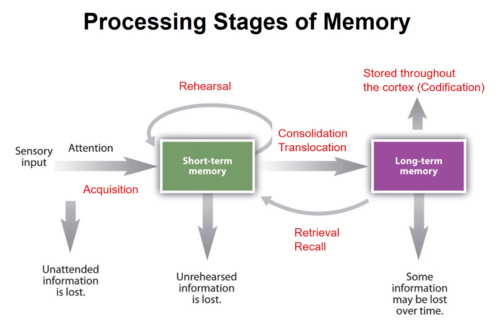 Processing Stages of Memory
Stored throughout
the cortex (Codification)
Rehearsal
Sensory
input
Attention
Acquisition
Short-term
memory
Consolidation
Translocation
Long-term
memory
Retrieval
Recall
Unattended
information
is lost.
Unrehearsed
information
is lost.
Some
information
may be lost
over time.